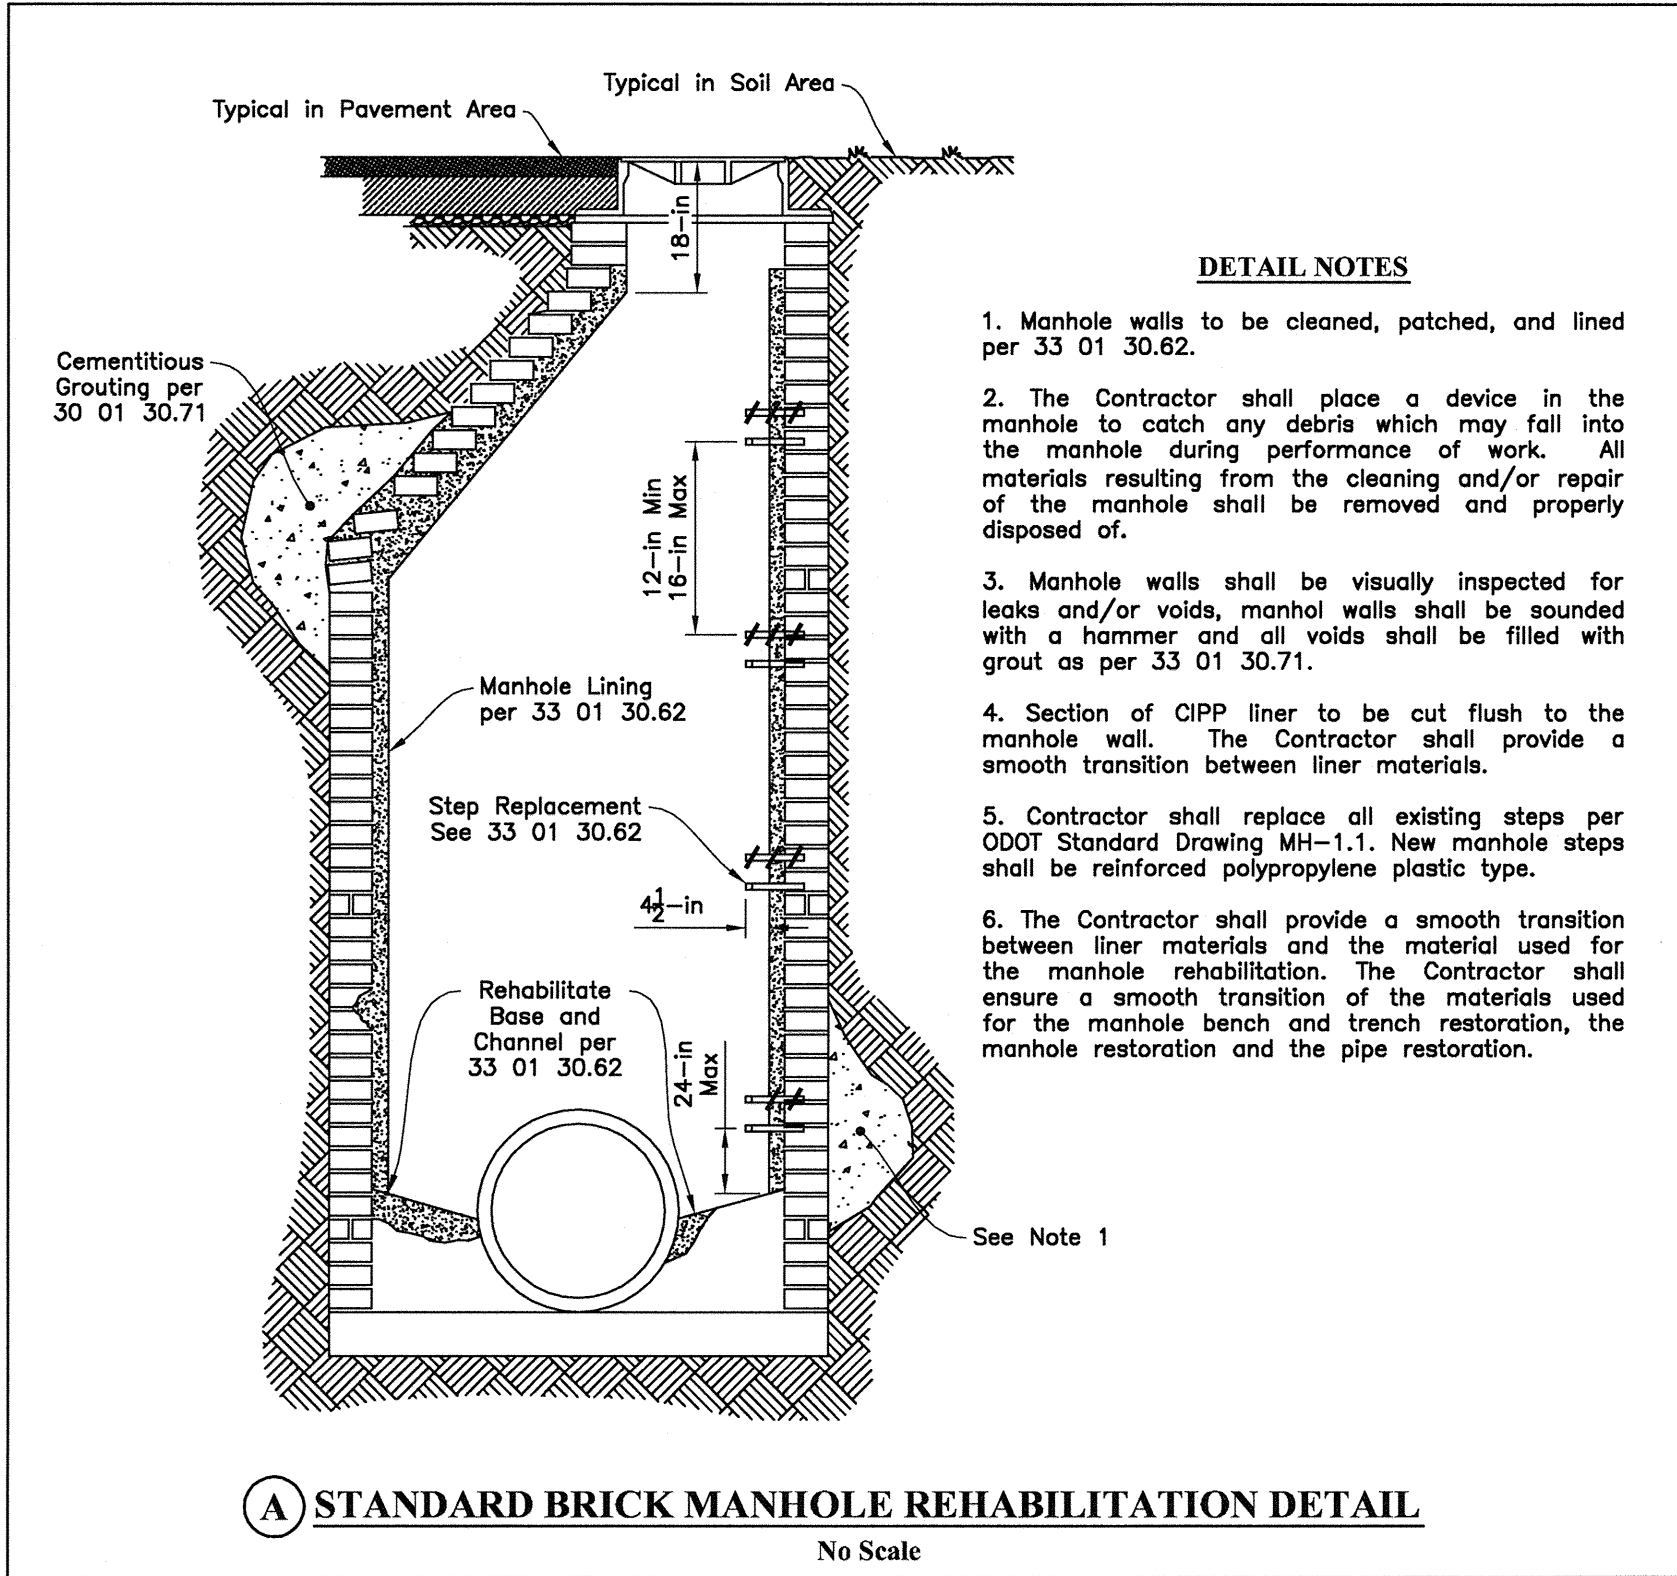 Typical in Soil Area
Typical in Pavement Area
18-in
Cementitious
Grouting per
30 01 30.71
12-in Min
16-in Max
Manhole Lining
per 33 01 30.62
Step Replacement
See 33 01 30.62
4½-in
Rehabilitate
Base and
Channel per
33 01 30.62
24-in
Max
See Note 1
DETAIL NOTES
1. Manhole walls to be cleaned, patched, and lined
per 33 01 30.62.
2. The Contractor shall place a device in the
manhole to catch any debris which may fall into
the manhole during performance of work. All
materials resulting from the cleaning and/or repair
of the manhole shall be removed and properly
disposed of.
3. Manhole walls shall be visually inspected for
leaks and/or voids, manhol walls shall be sounded
with a hammer and all voids shall be filled with
grout as per 33 01 30.71.
4. Section of CIPP liner to be cut flush to the
manhole wall. The Contractor shall provide a
smooth transition between liner materials.
5. Contractor shall replace all existing steps per
ODOT Standard Drawing MH-1.1. New manhole steps
shall be reinforced polypropylene plastic type.
6. The Contractor shall provide a smooth transition
between liner materials and the material used for
the manhole rehabilitation. The Contractor shall
ensure a smooth transition of the materials used
for the manhole bench and trench restoration, the
manhole restoration and the pipe restoration.
A STANDARD BRICK MANHOLE REHABILITATION DETAIL
No Scale